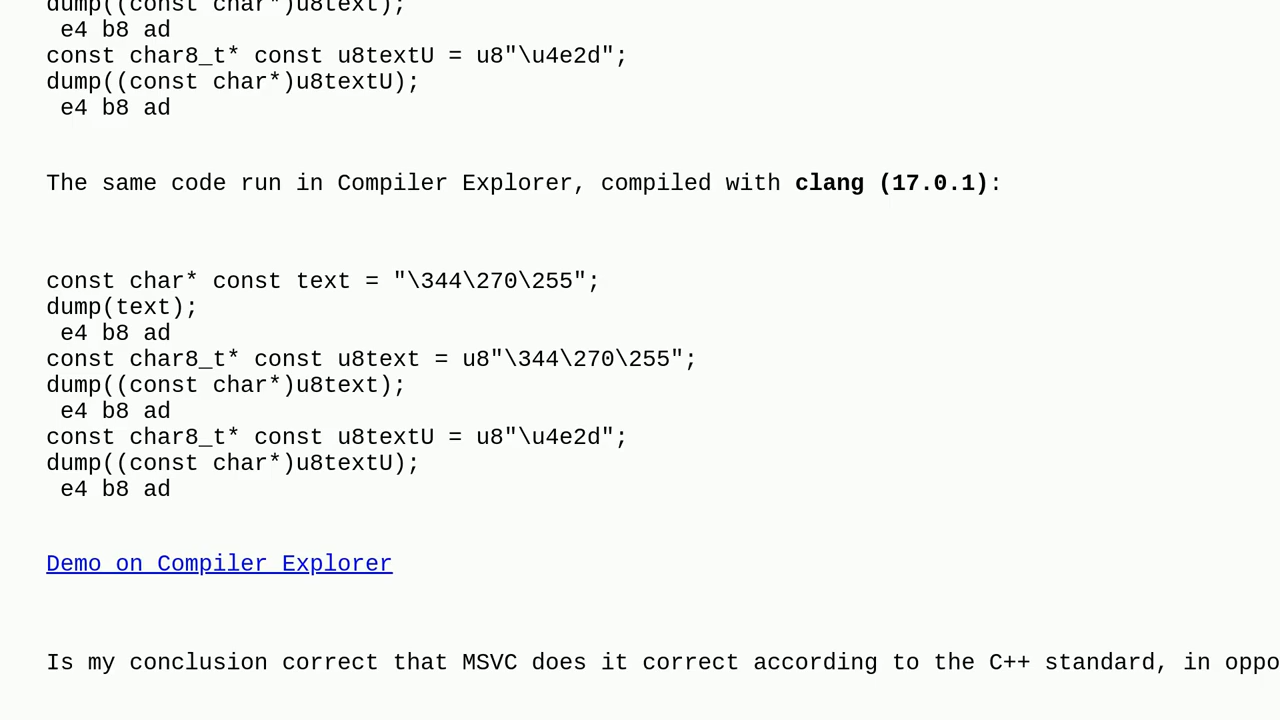 dump((const char*)u8text);
 e4 b8 ad
const char8_t* const u8textU = u8"\u4e2d";
dump((const char*)u8textU);
 e4 b8 ad
The same code run in Compiler Explorer, compiled with clang (17.0.1):
const char* const text = "\344\270\255";
dump(text);
 e4 b8 ad
const char8_t* const u8text = u8"\344\270\255";
dump((const char*)u8text);
 e4 b8 ad
const char8_t* const u8textU = u8"\u4e2d";
dump((const char*)u8textU);
 e4 b8 ad
Demo on Compiler Explorer
Is my conclusion correct that MSVC does it correct according to the C++ standard, in oppo